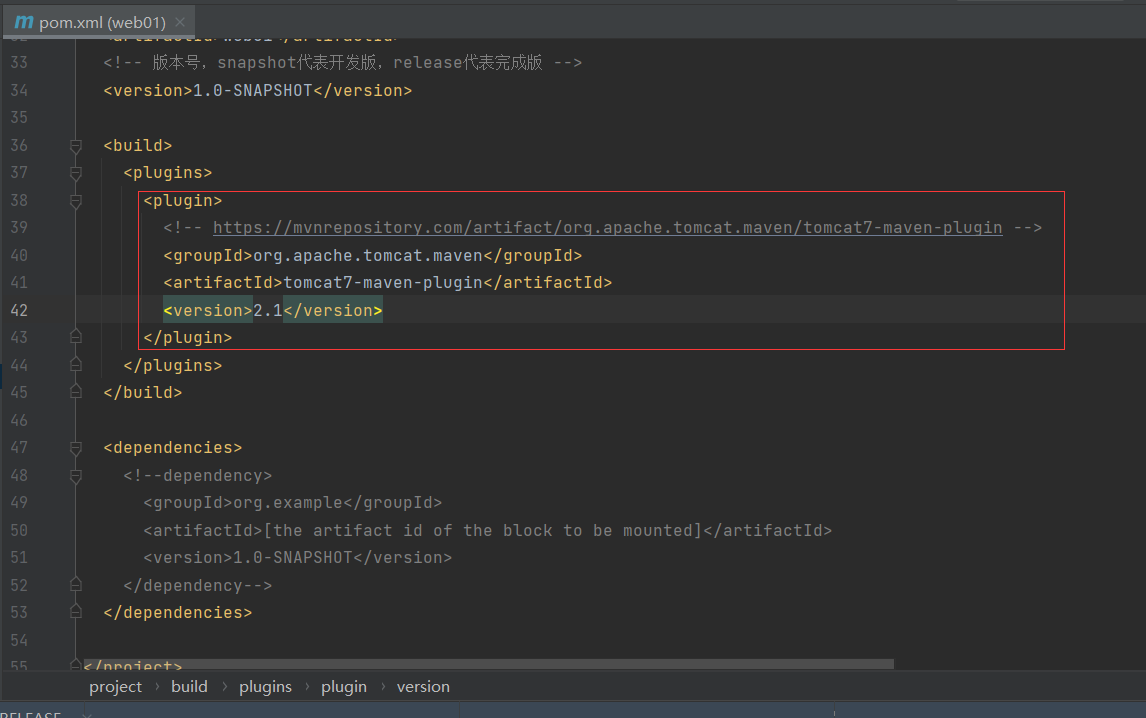 m pom.xml (web01) ×
32 <artifactId>web01</artifactId>
33 <!-- 版本号，snapshot代表开发版，release代表完成版 -->
34 <version>1.0-SNAPSHOT</version>
35
36 <build>
37 <plugins>
38 <plugin>
39 <!-- https://mvnrepository.com/artifact/org.apache.tomcat.maven/tomcat7-maven-plugin -->
40 <groupId>org.apache.tomcat.maven</groupId>
41 <artifactId>tomcat7-maven-plugin</artifactId>
42 <version>2.1</version>
43 </plugin>
44 </plugins>
45 </build>
46
47 <dependencies>
48 <!--dependency>
49 <groupId>org.example</groupId>
50 <artifactId>[the artifact id of the block to be mounted]</artifactId>
51 <version>1.0-SNAPSHOT</version>
52 </dependency-->
53 </dependencies>
54
55 </project>
project › build › plugins › plugin › version
RELEASE